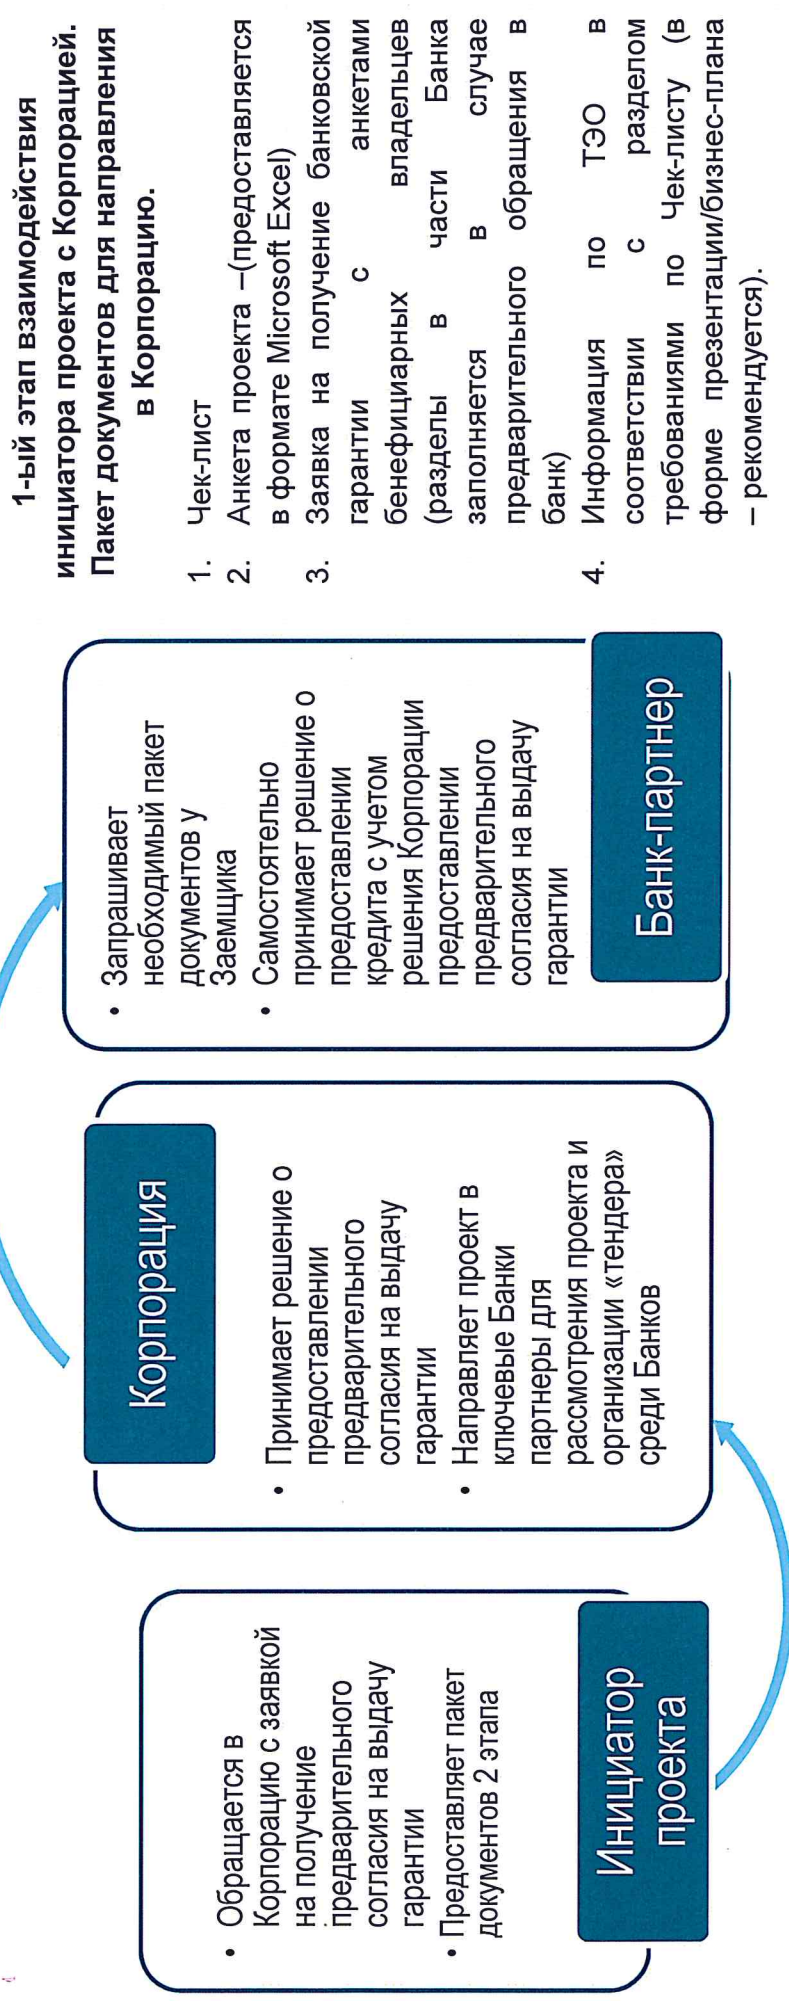 Обращается в
Корпорацию с заявкой
на получение
предварительного
согласия на выдачу
гарантии
Предоставляет пакет
документов 2 этапа
Инициатор
проекта
Корпорация
Принимает решение о
предоставлении
предварительного
согласия на выдачу
гарантии
Направляет проект в
ключевые Банки
партнеры для
рассмотрения проекта и
организации «тендера»
среди Банков
Запрашивает
необходимый пакет
документов у
Заемщика
Самостоятельно
принимает решение о
предоставлении
кредита с учетом
решения Корпорации
предоставлении
предварительного
согласия на выдачу
гарантии
Банк-партнер
1-ый этап взаимодействия
инициатора проекта с Корпорацией.
Пакет документов для направления
в Корпорацию.
1. Чек-лист
2. Анкета проекта –(предоставляется
в формате Microsoft Excel)
3. Заявка на получение банковской
гарантии с анкетами
бенефициарных владельцев
(разделы в части Банка
заполняется в случае
предварительного обращения в
банк)
4. Информация по ТЭО в
соответствии с разделом
требованиями по Чек-листу (в
форме презентации/бизнес-плана
– рекомендуется).